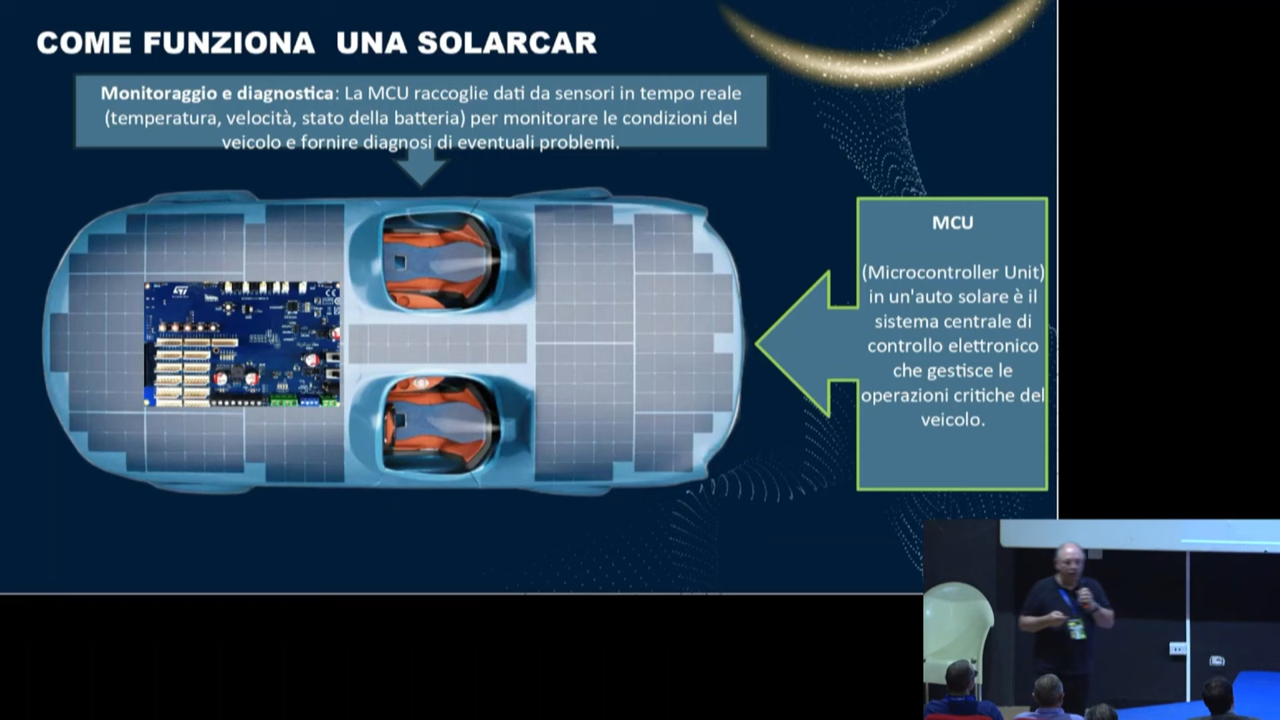 COME FUNZIONA UNA SOLARCAR
Monitoraggio e diagnostica: La MCU raccoglie dati da sensori in tempo reale
(temperatura, velocità, stato della batteria) per monitorare le condizioni del
veicolo e fornire diagnosi di eventuali problemi.
MCU
(Microcontroller Unit)
in un'auto solare è il
sistema centrale di
controllo elettronico
che gestisce le
operazioni critiche del
veicolo.